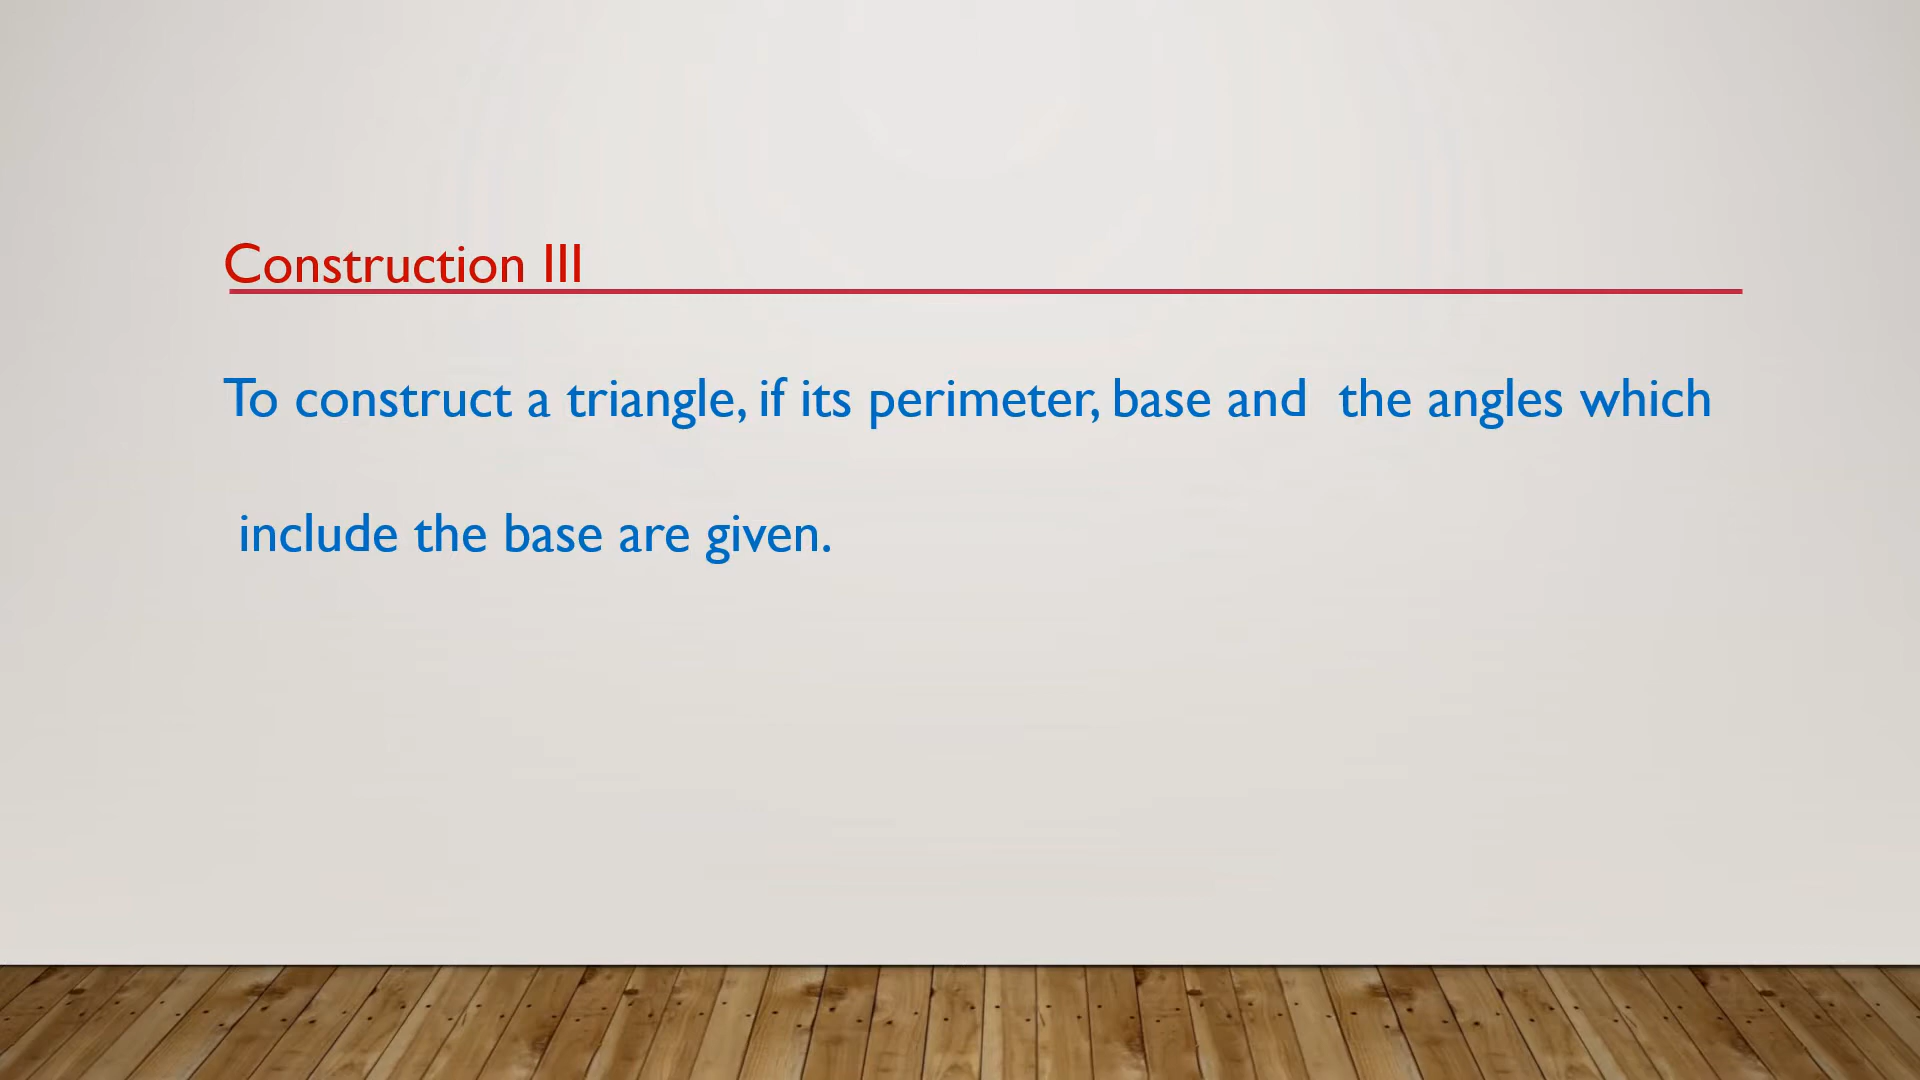 Construction III
To construct a triangle, if its perimeter, base and the angles which
include the base are given.